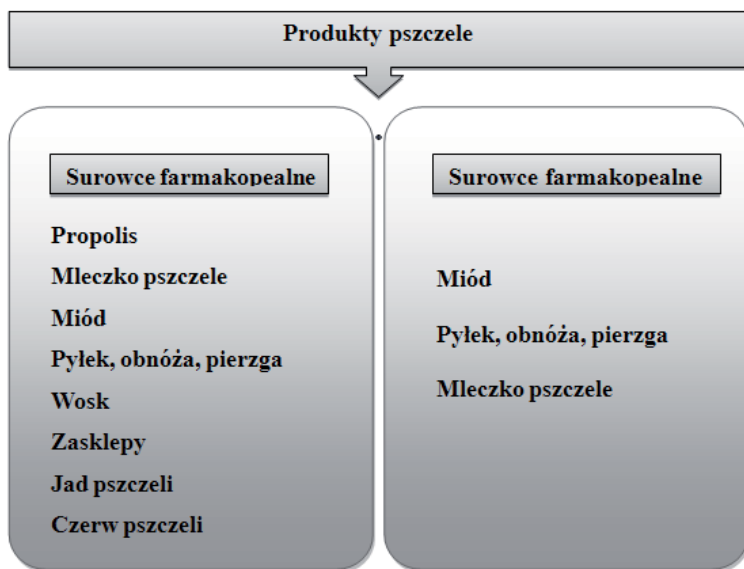 Produkty pszczele
Surowce farmakopealne
Propolis
Mleczko pszczele
Miód
Pyłek, obnóża, pierzga
Wosk
Zasklepy
Jad pszczeli
Czerw pszczeli
Surowce farmakopealne
Miód
Pyłek, obnóża, pierzga
Mleczko pszczele